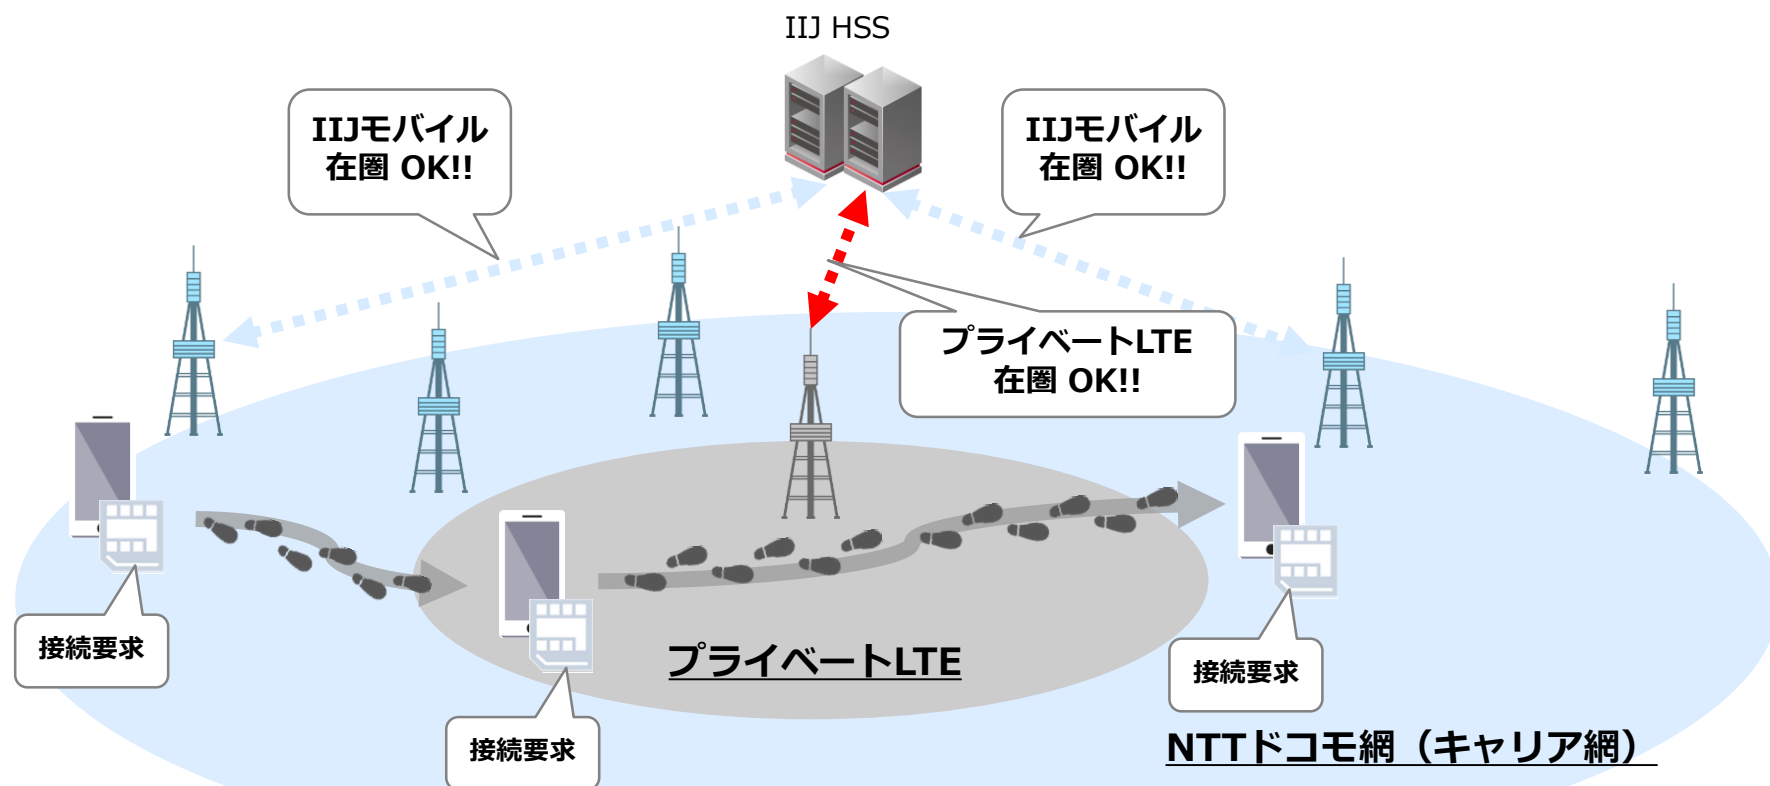 IIJ HSS
IIJモバイル
在圏 OK!!
IIJモバイル
在圏 OK!!
プライベートLTE
在圏 OK!!
接続要求
接続要求
プライベートLTE
接続要求
NTTドコモ網（キャリア網）